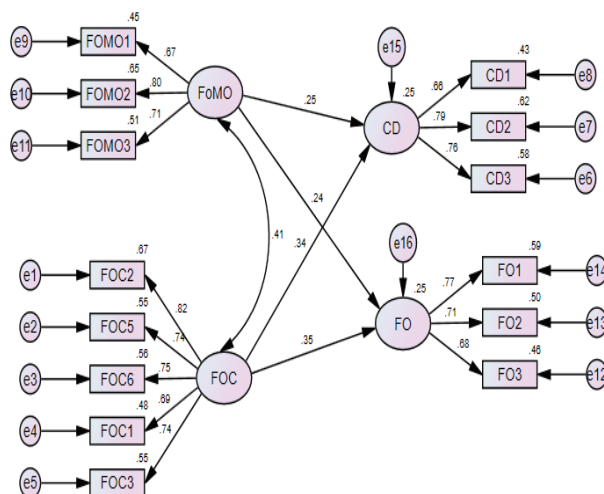 .46
e9 FOMO1 .67
.65
e10 FOMO2 .80 FoMO
.51
e11 FOMO3 .71
e15
.25
CD
.43
.66 CD1 e8
.62
.79 CD2 e7
.58
.76 CD3 e6
.25
.24
.41
.34
.35
e16
.25
FO
.59
.77 FO1 e14
.50
.71 FO2 e13
.46
.68 FO3 e12
.67
e1 FOC2 .82
.55
e2 FOC5 .74
.56
e3 FOC6 .75 FOC
.48
e4 FOC1 .69
.55
e5 FOC3 .74